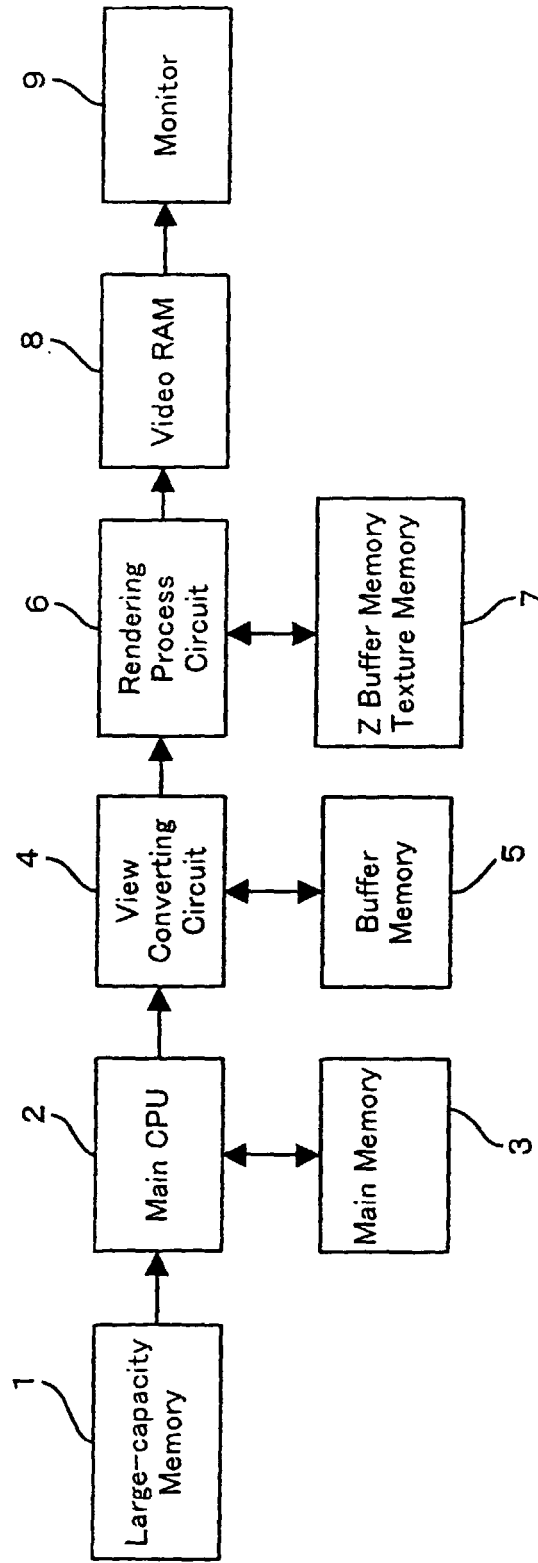 1
Large-capacity
Memory
2
Main CPU
3
Main Memory
4
View
Converting
Circuit
5
Buffer
Memory
6
Rendering
Process
Circuit
7
Z Buffer Memory
Texture Memory
8
Video RAM
9
Monitor